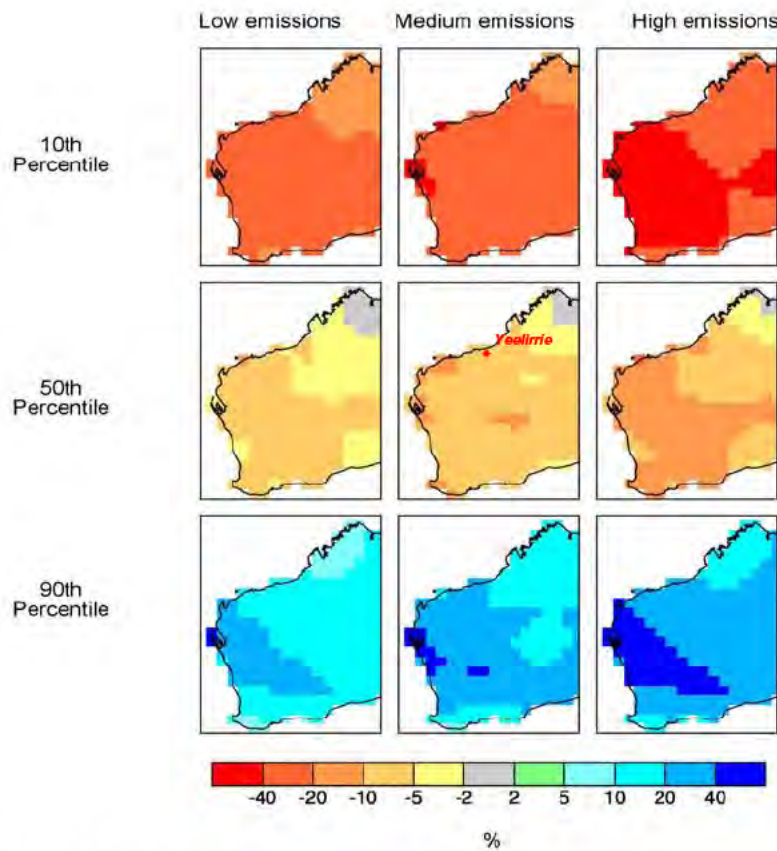 Low emissions Medium emissions High emissions
10th
Percentile
Yeelirrie
50th
Percentile
90th
Percentile
-40 -20 -10 -5 -2 2 5 10 20 40
%